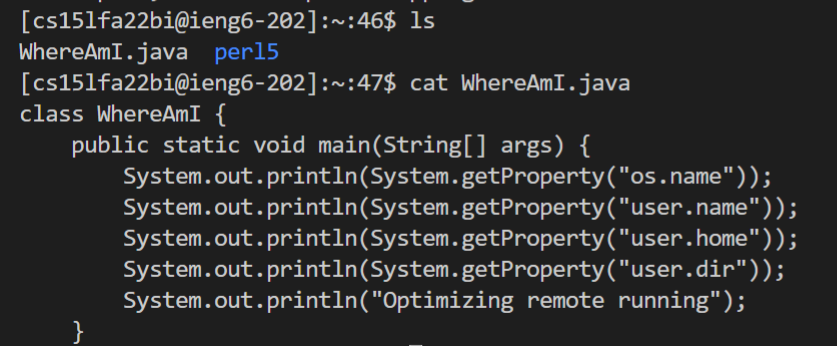 [cs15lfa22bi@ieng6-202]:~:46$ ls
WhereAmI.java  perl5
[cs15lfa22bi@ieng6-202]:~:47$ cat WhereAmI.java
class WhereAmI {
    public static void main(String[] args) {
        System.out.println(System.getProperty("os.name"));
        System.out.println(System.getProperty("user.name"));
        System.out.println(System.getProperty("user.home"));
        System.out.println(System.getProperty("user.dir"));
        System.out.println("Optimizing remote running");
    }